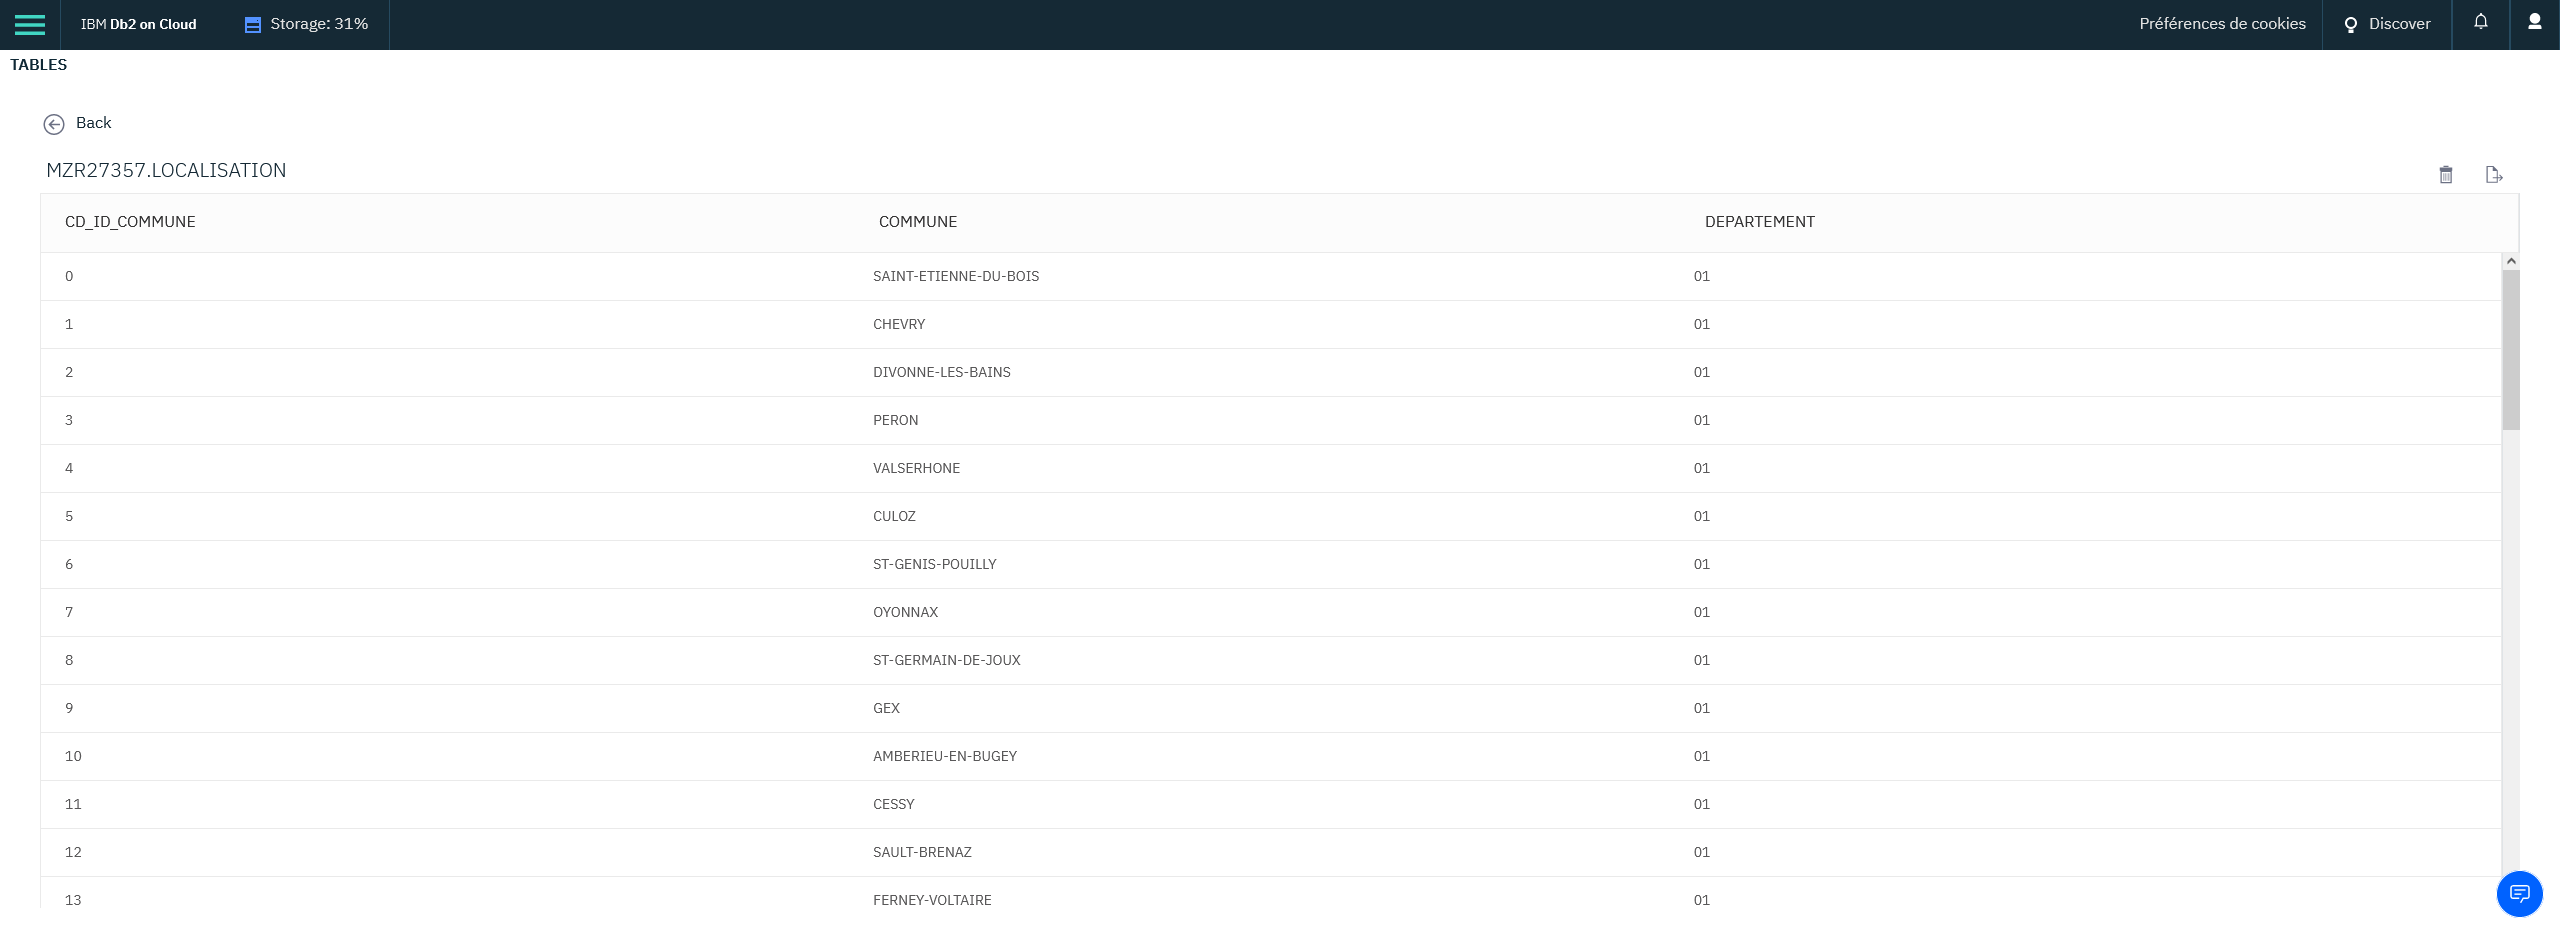 IBM Db2 on Cloud Storage: 31% Préférences de cookies Discover
TABLES
Back
MZR27357.LOCALISATION
CD_ID_COMMUNE COMMUNE DEPARTEMENT
0 SAINT-ETIENNE-DU-BOIS 01
1 CHEVRY 01
2 DIVONNE-LES-BAINS 01
3 PERON 01
4 VALSERHONE 01
5 CULOZ 01
6 ST-GENIS-POUILLY 01
7 OYONNAX 01
8 ST-GERMAIN-DE-JOUX 01
9 GEX 01
10 AMBERIEU-EN-BUGEY 01
11 CESSY 01
12 SAULT-BRENAZ 01
13 FERNEY-VOLTAIRE 01